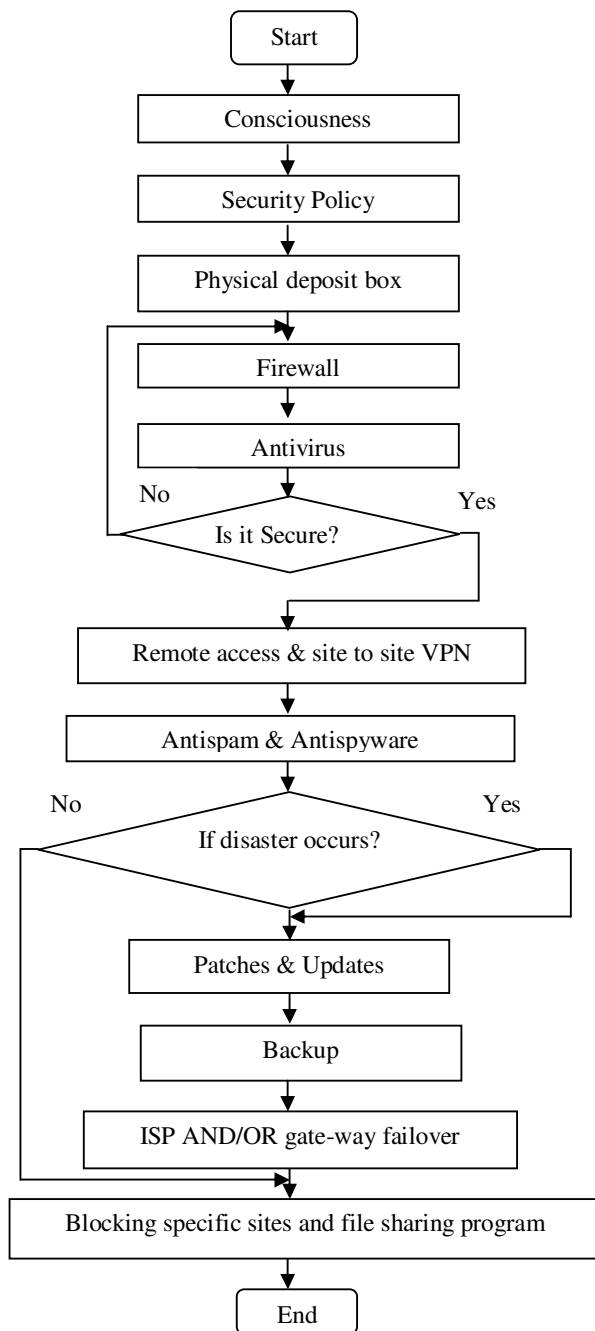 Start
Consciousness
Security Policy
Physical deposit box
Firewall
Antivirus
No
Yes
Is it Secure?
Remote access & site to site VPN
Antispam & Antispyware
No
Yes
If disaster occurs?
Patches & Updates
Backup
ISP AND/OR gate-way failover
Blocking specific sites and file sharing program
End